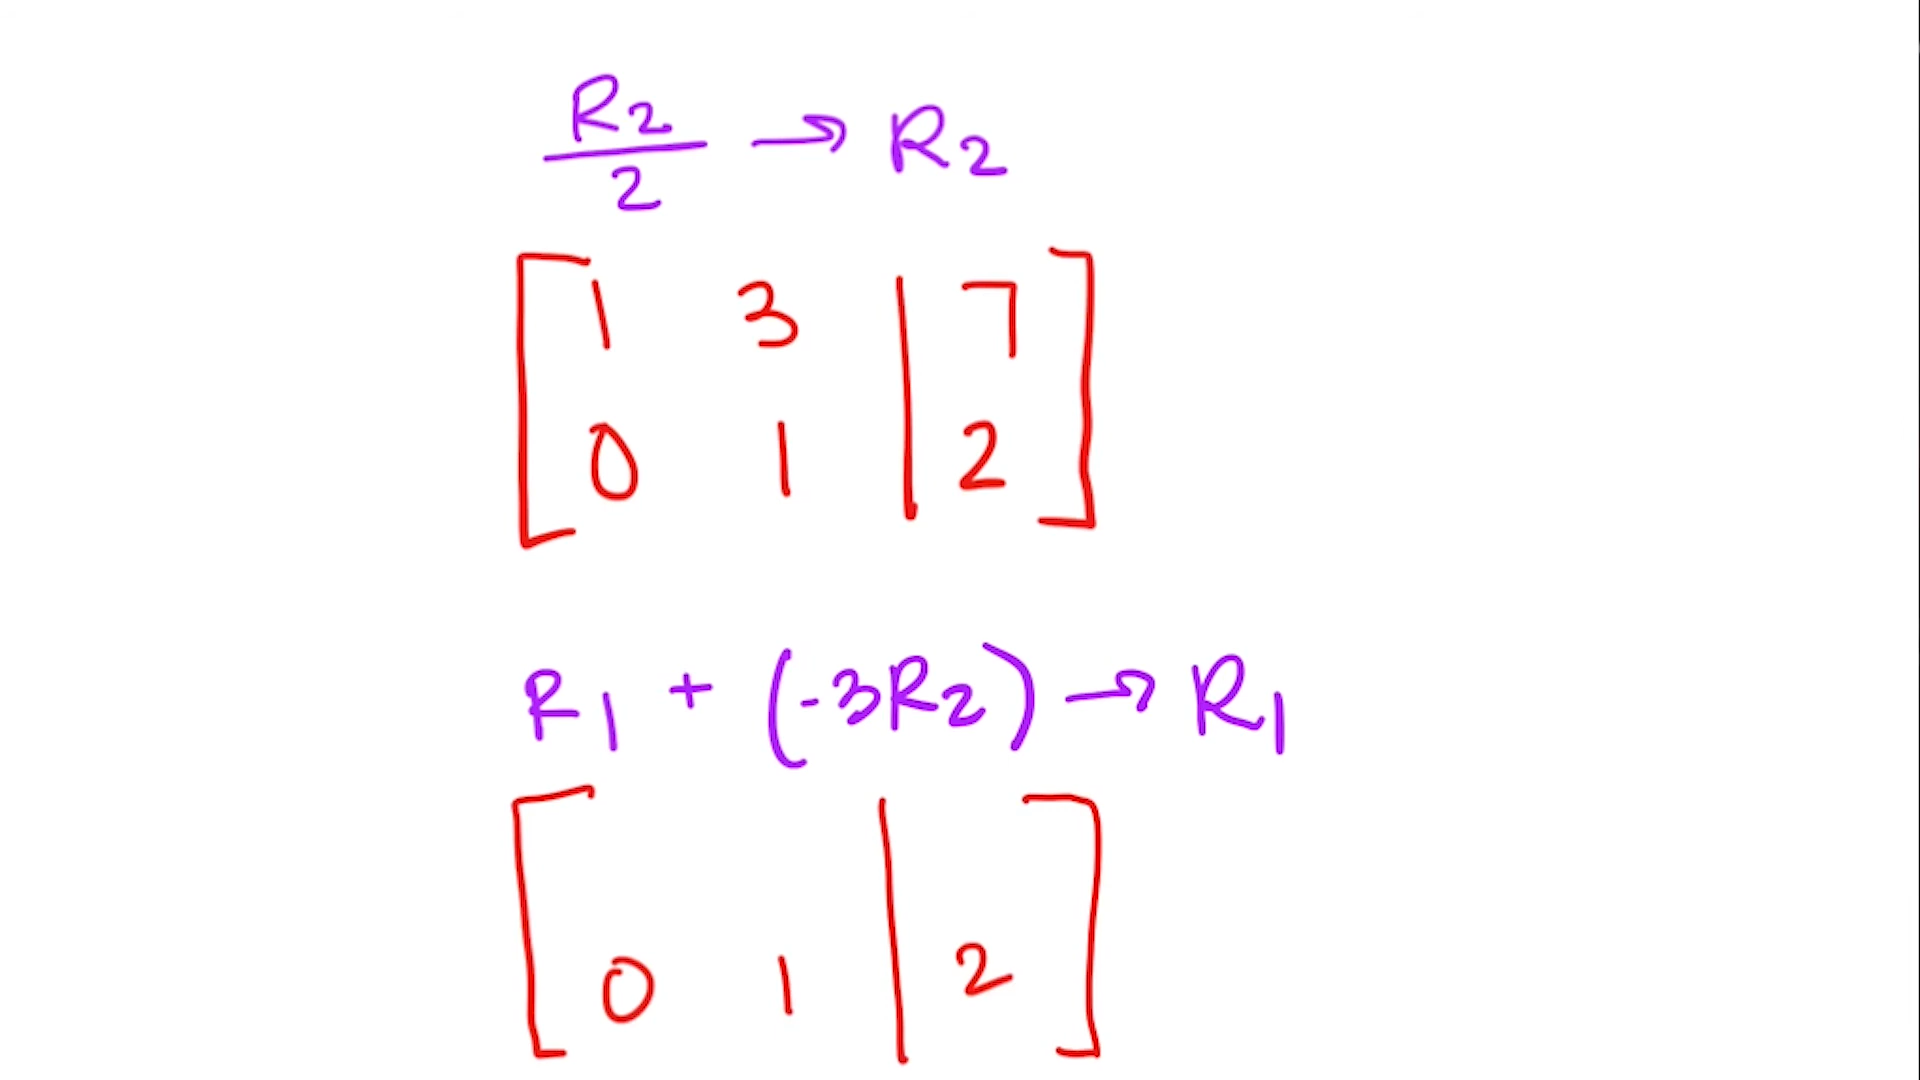 R2/2 → R2
[1 3 | 7]
[0 1 | 2]
R1 + (-3R2) → R1
[0 1 | 2]